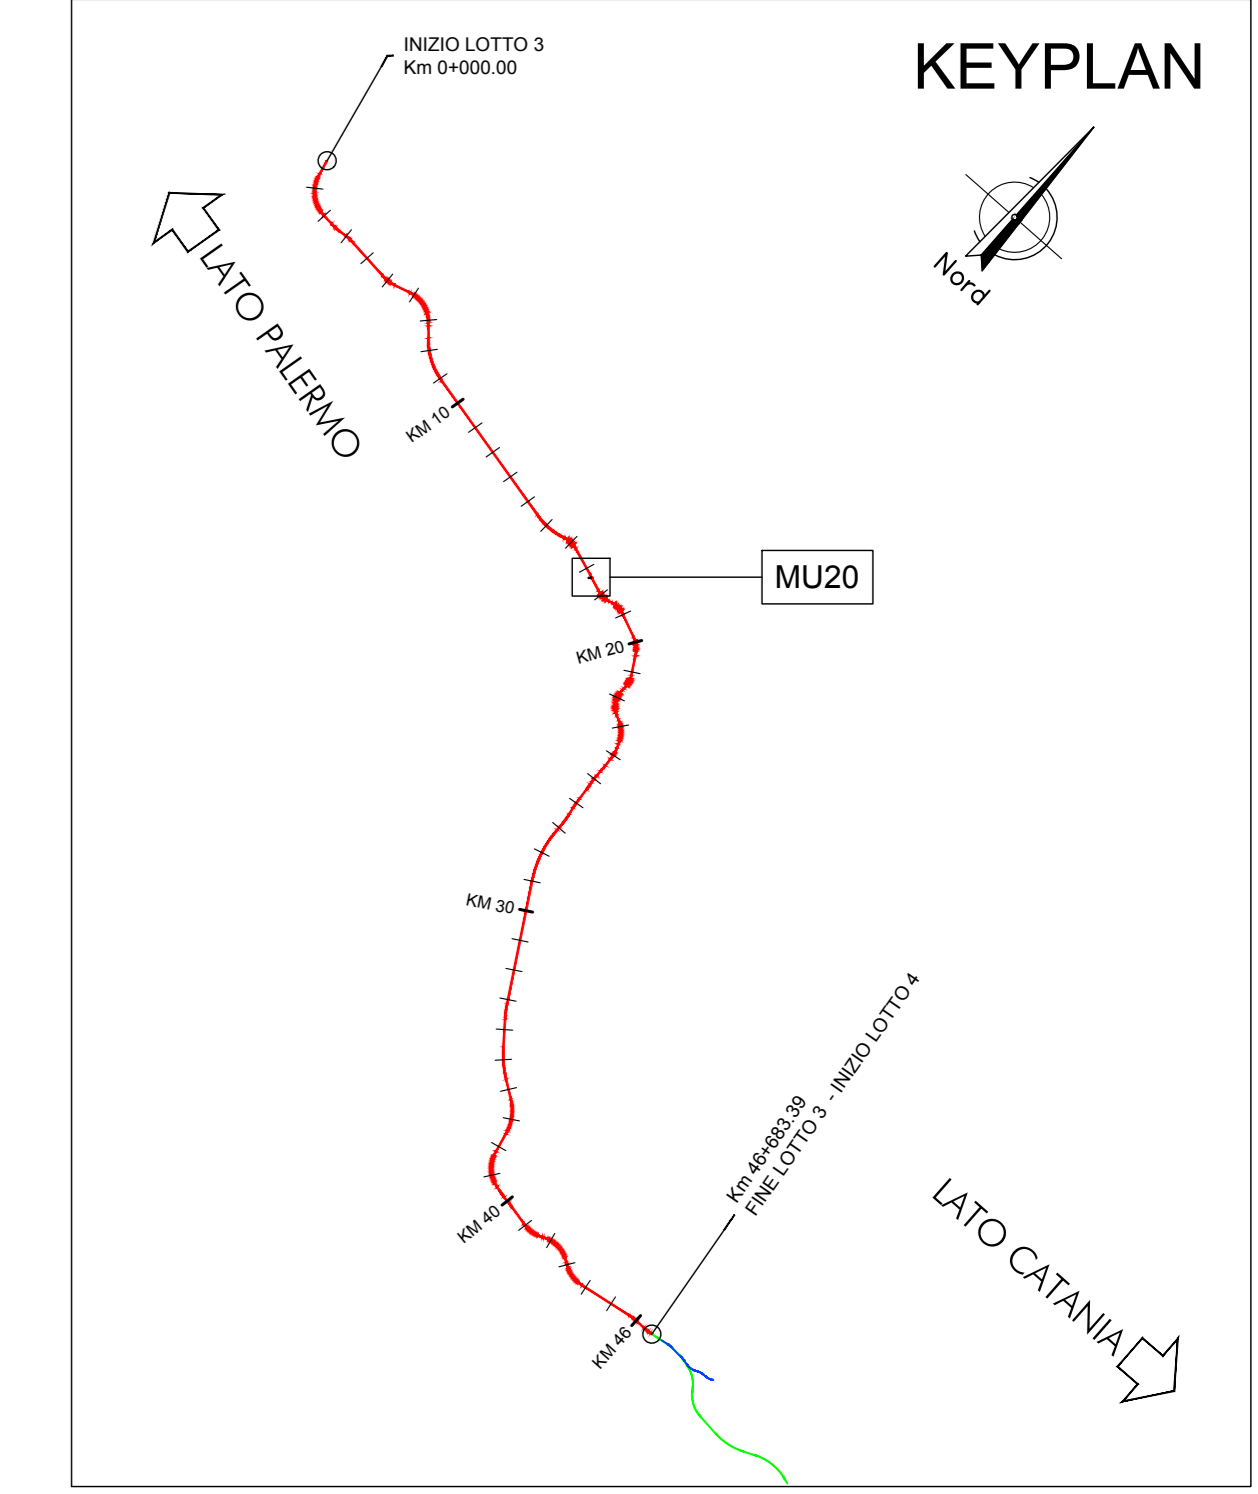 INIZIO LOTTO 3
Km 0+000.00
KEYPLAN
Nord
LATO PALERMO
KM 10
MU20
KM 20
KM 30
Km 46+683.39
FINE LOTTO 3 - INIZIO LOTTO 4
KM 40
LATO CATANIA
KM 46